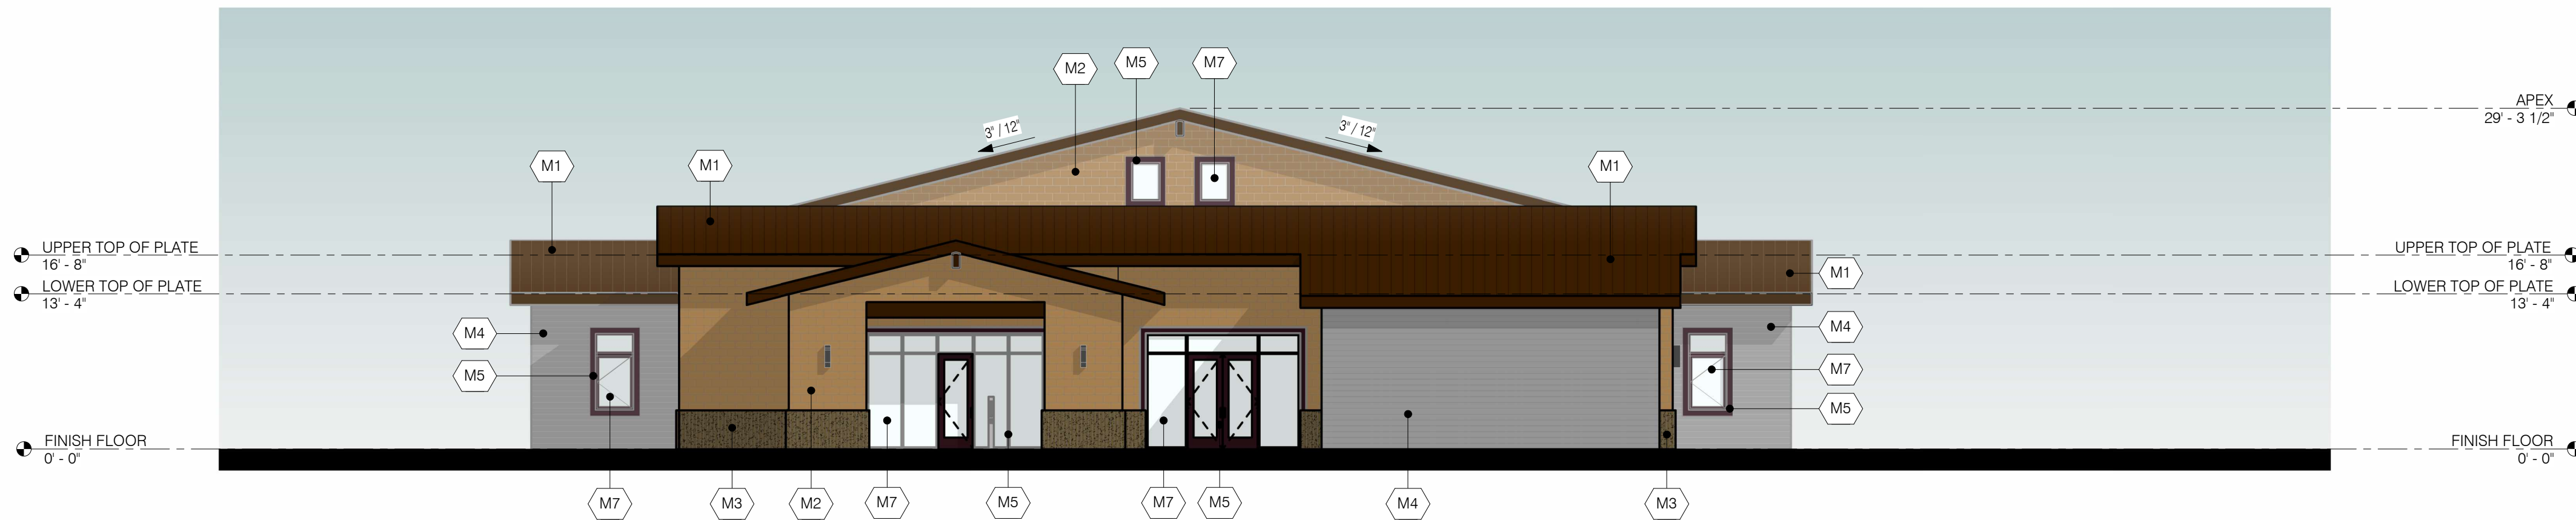 M2
M5
M7
APEX
29' - 3 1/2"
3" / 12"
3" / 12"
M1
M1
M1
UPPER TOP OF PLATE
16' - 8"
UPPER TOP OF PLATE
16' - 8"
M1
LOWER TOP OF PLATE
13' - 4"
LOWER TOP OF PLATE
13' - 4"
M4
M4
M5
M7
M5
FINISH FLOOR
0' - 0"
FINISH FLOOR
0' - 0"
M7
M3
M2
M7
M5
M7
M5
M4
M3